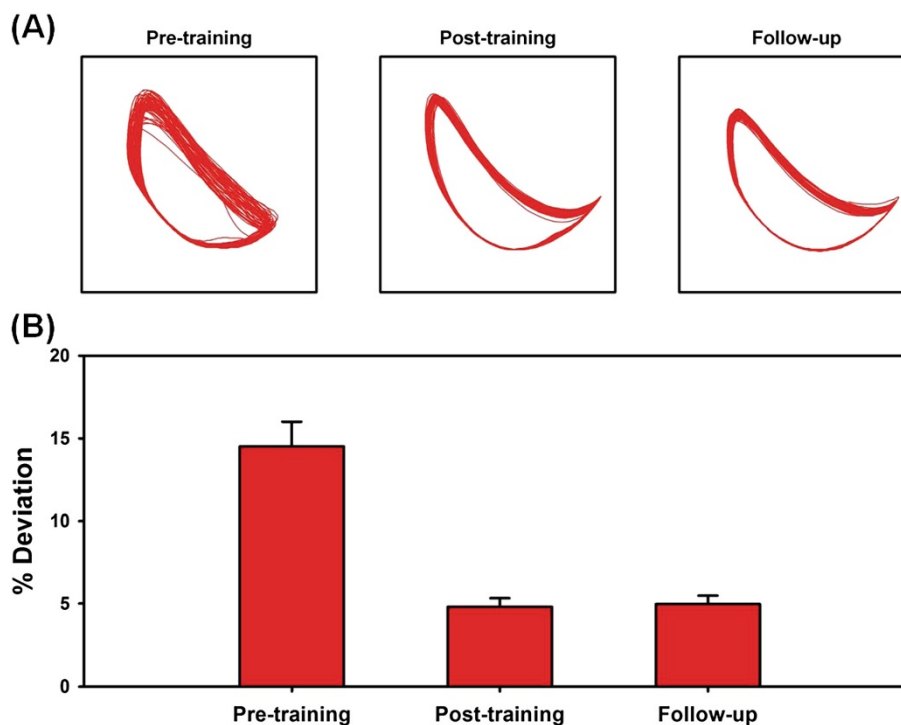 (A)
Pre-training Post-training Follow-up
(B)
20
15
10
5
0
% Deviation
Pre-training Post-training Follow-up